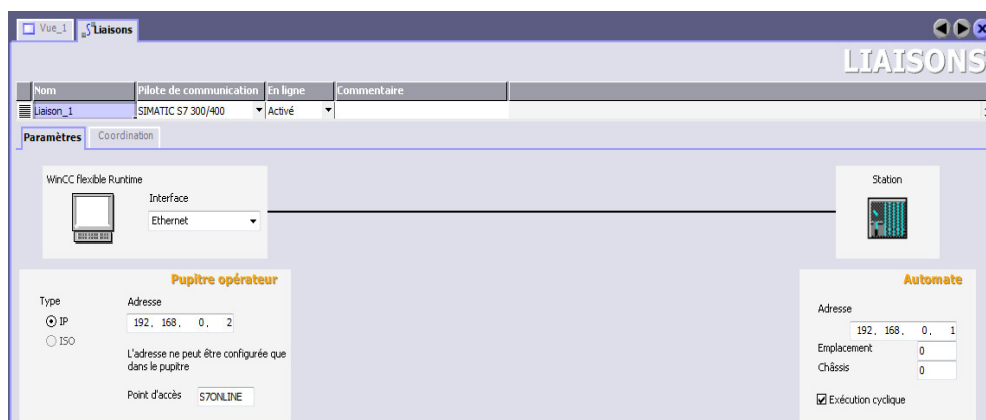 Vue_1 Liaisons
LIAISONS
Nom Pilote de communication En ligne Commentaire
Liaison_1 SIMATIC S7 300/400 Activé
Paramètres Coordination
WinCC flexible Runtime
Station
Interface
Ethernet
Pupitre opérateur
Automate
Type Adresse
Adresse
IP 192. 168. 0. 2
192. 168. 0. 1
ISO
L'adresse ne peut être configurée que
dans le pupitre
Emplacement 0
Châssis 0
Point d'accès S7ONLINE
Exécution cyclique